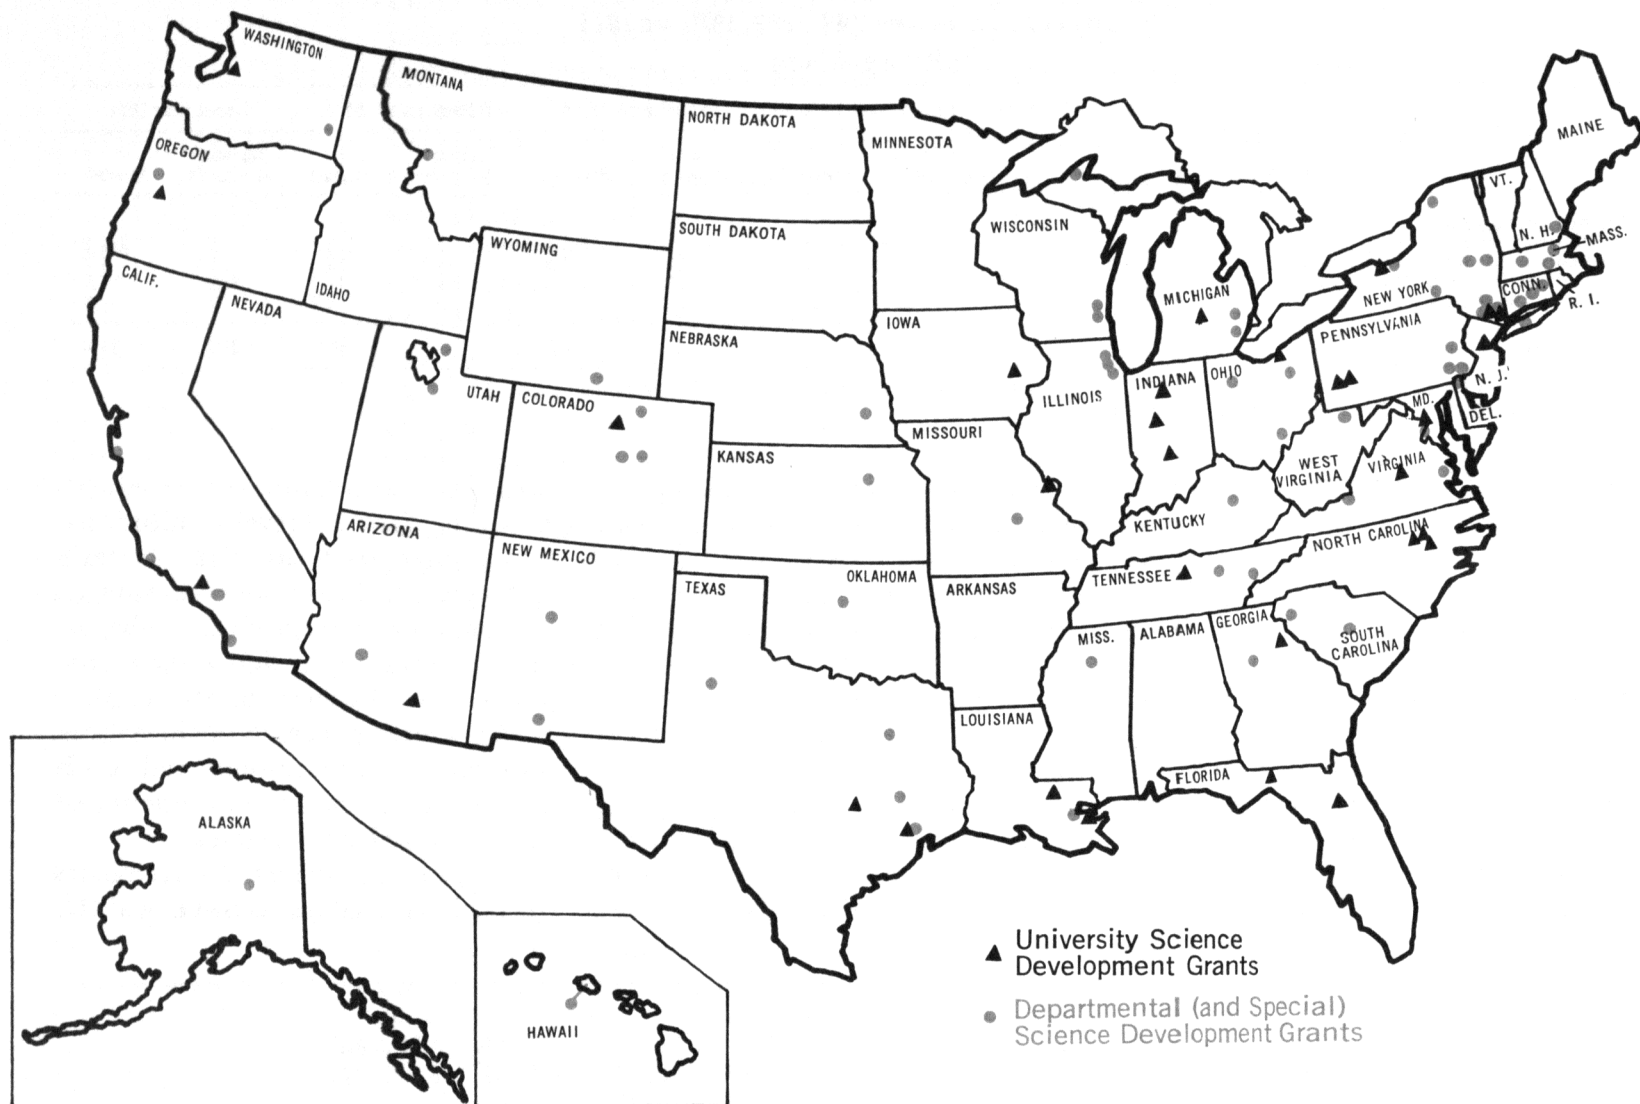 WASHINGTON
MONTANA
NORTH DAKOTA
MINNESOTA
MAINE
OREGON
VT.
N. H.
MASS.
WISCONSIN
SOUTH DAKOTA
WYOMING
CALIF.
IDAHO
NEVADA
MICHIGAN
NEW YORK
CONN.
R. I.
IOWA
NEBRASKA
PENNSYLVANIA
UTAH
COLORADO
ILLINOIS
INDIANA
OHIO
N. J.
MD.
DEL.
MISSOURI
KANSAS
WEST
VIRGINIA
VIRGINIA
KENTUCKY
ARIZONA
NEW MEXICO
NORTH CAROLINA
TEXAS
OKLAHOMA
ARKANSAS
TENNESSEE
MISS.
ALABAMA
GEORGIA
SOUTH
CAROLINA
LOUISIANA
FLORIDA
ALASKA
HAWAII
University Science
Development Grants
Departmental (and Special)
Science Development Grants